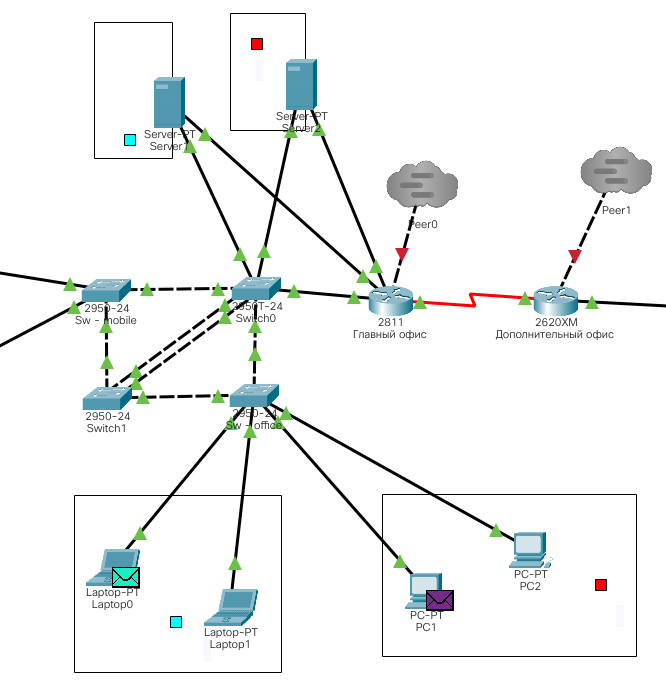 Server-PT
Server2
Server-PT
Server1
Peer0
Peer1
2950-24
Sw - mobile
2950T-24
Switch0
2811
Главный офис
2620XM
Дополнительный офис
2950-24
Switch1
2950-24
Sw - office
Laptop-PT
Laptop0
Laptop-PT
Laptop1
PC-PT
PC2
PC-PT
PC1